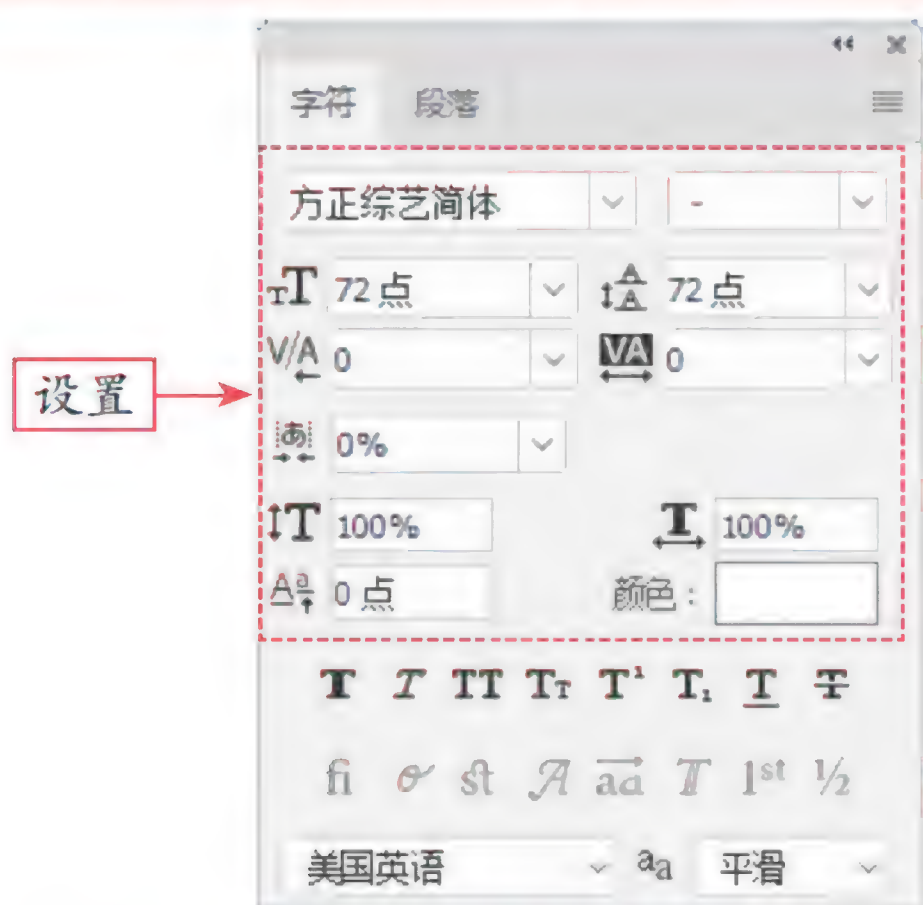 字符 段落
方正综艺简体 -
72 点 72 点
0 0
设置
0%
100% 100%
0 点 颜色：
T T TT Tт T¹ T₁ T T
fi st A ad T 1st ½
美国英语 aa 平滑